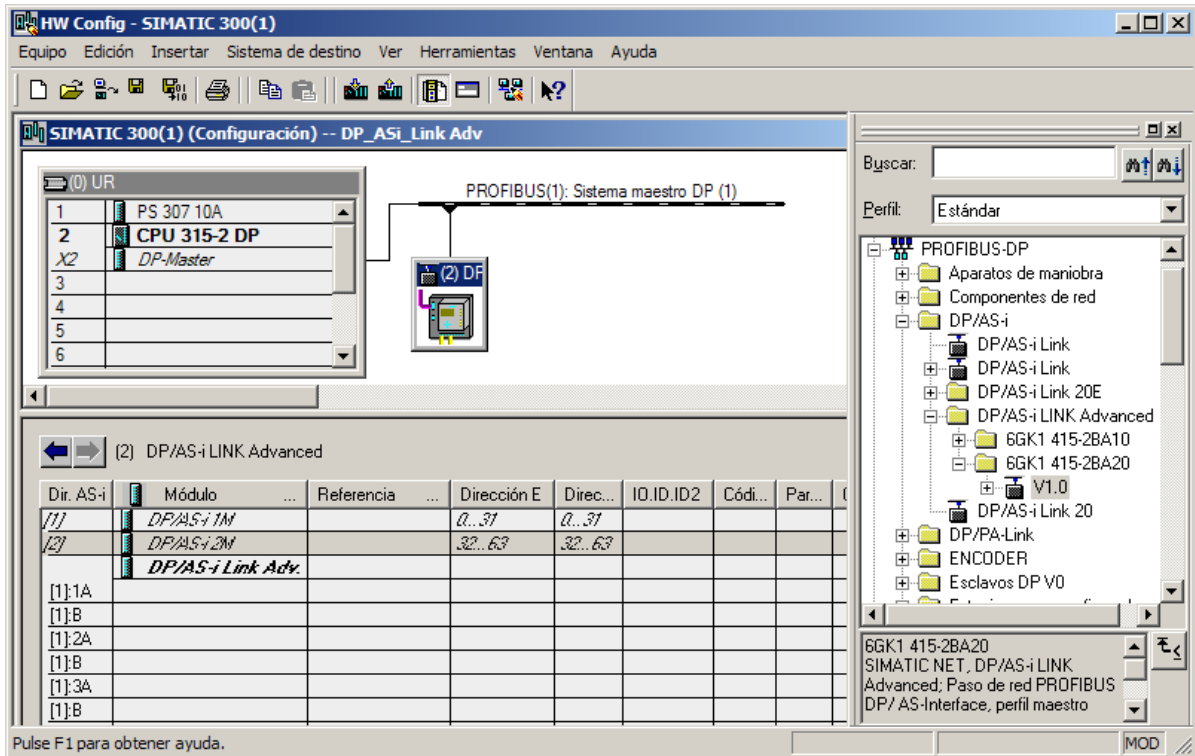 HW Config - SIMATIC 300(1)
Equipo Edición Insertar Sistema de destino Ver Herramientas Ventana Ayuda
SIMATIC 300(1) (Configuración) -- DP_ASi_Link Adv
(0) UR
1 PS 307 10A
2 CPU 315-2 DP
X2 DP-Master
3
4
5
6
PROFIBUS(1): Sistema maestro DP (1)
(2) DP
(2) DP/AS-i LINK Advanced
Dir. AS-i Módulo ... Referencia ... Dirección E Direc... IO.ID.ID2 Códi... Par...
[1] DP/AS-i 1M 0...31 0...31
[2] DP/AS-i 2M 32...63 32...63
DP/AS-i Link Adv.
[1]:1A
[1]:B
[1]:2A
[1]:B
[1]:3A
[1]:B
Buscar:
Perfil: Estándar
PROFIBUS-DP
Aparatos de maniobra
Componentes de red
DP/AS-i
DP/AS-i Link
DP/AS-i Link
DP/AS-i Link 20E
DP/AS-i LINK Advanced
6GK1 415-2BA10
6GK1 415-2BA20
V1.0
DP/AS-i Link 20
DP/PA-Link
ENCODER
Esclavos DP V0
6GK1 415-2BA20
SIMATIC NET, DP/AS-i LINK
Advanced; Paso de red PROFIBUS
DP/ AS-Interface, perfil maestro
Pulse F1 para obtener ayuda.
MOD